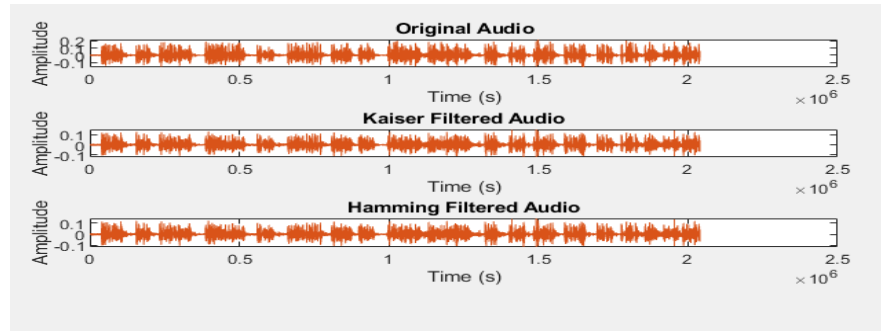 Original Audio
Amplitude
0.2
0.1
0
-0.1
0 0.5 1 1.5 2 2.5
Time (s)
×10^6
Kaiser Filtered Audio
Amplitude
0.1
0
-0.1
0 0.5 1 1.5 2 2.5
Time (s)
×10^6
Hamming Filtered Audio
Amplitude
0.1
0
-0.1
0 0.5 1 1.5 2 2.5
Time (s)
×10^6